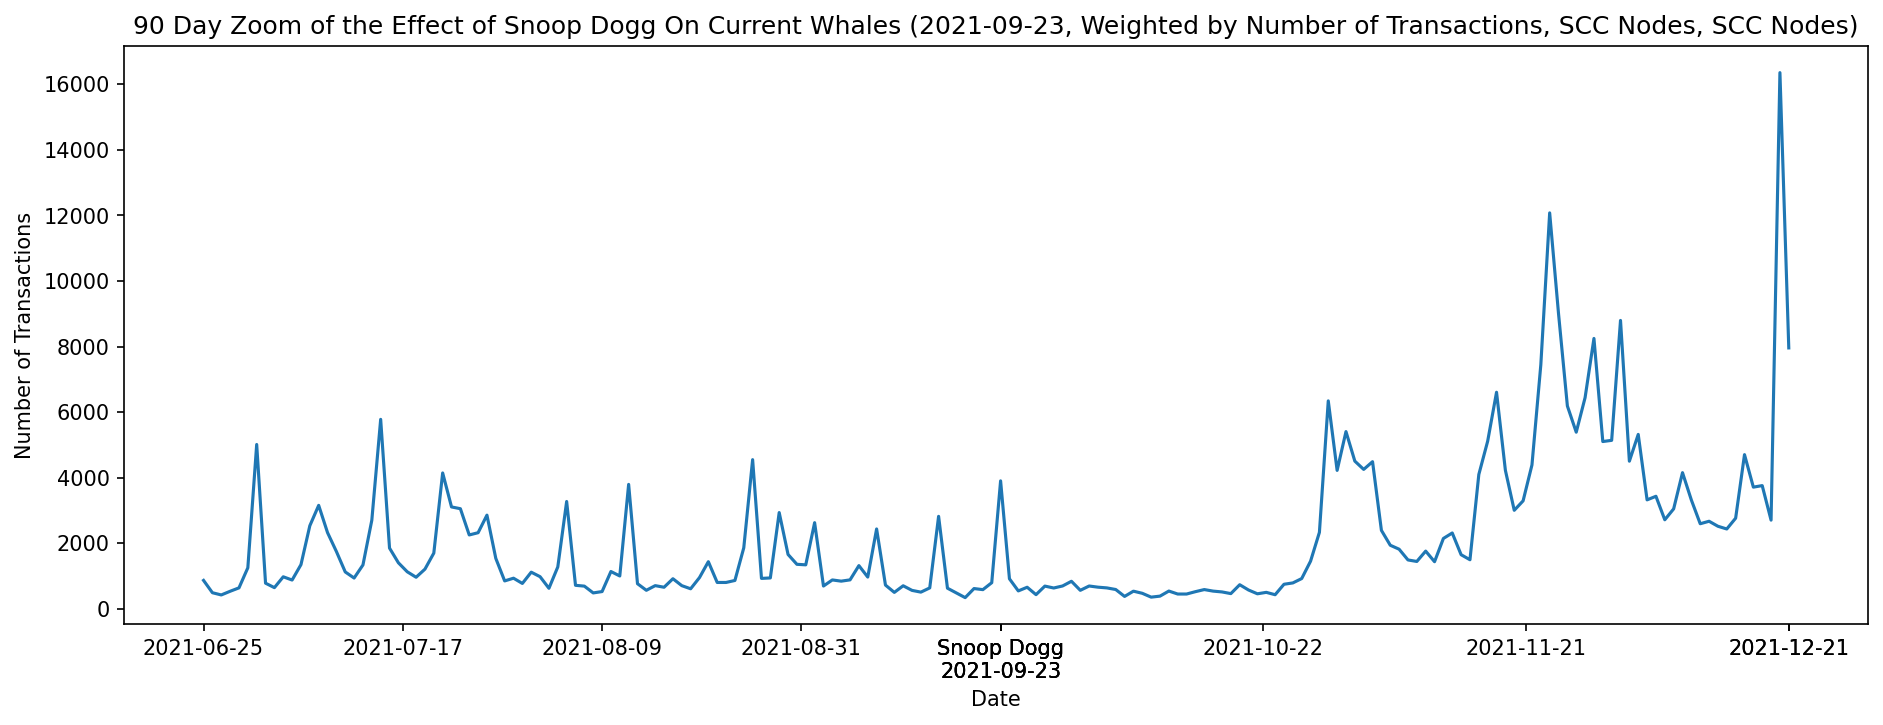 90 Day Zoom of the Effect of Snoop Dogg On Current Whales (2021-09-23, Weighted by Number of Transactions, SCC Nodes, SCC Nodes)
16000
14000
12000
10000
8000
6000
4000
2000
0
Number of Transactions
2021-06-25 2021-07-17 2021-08-09 2021-08-31 Snoop Dogg 2021-10-22 2021-11-21 2021-12-21
2021-09-23
Date